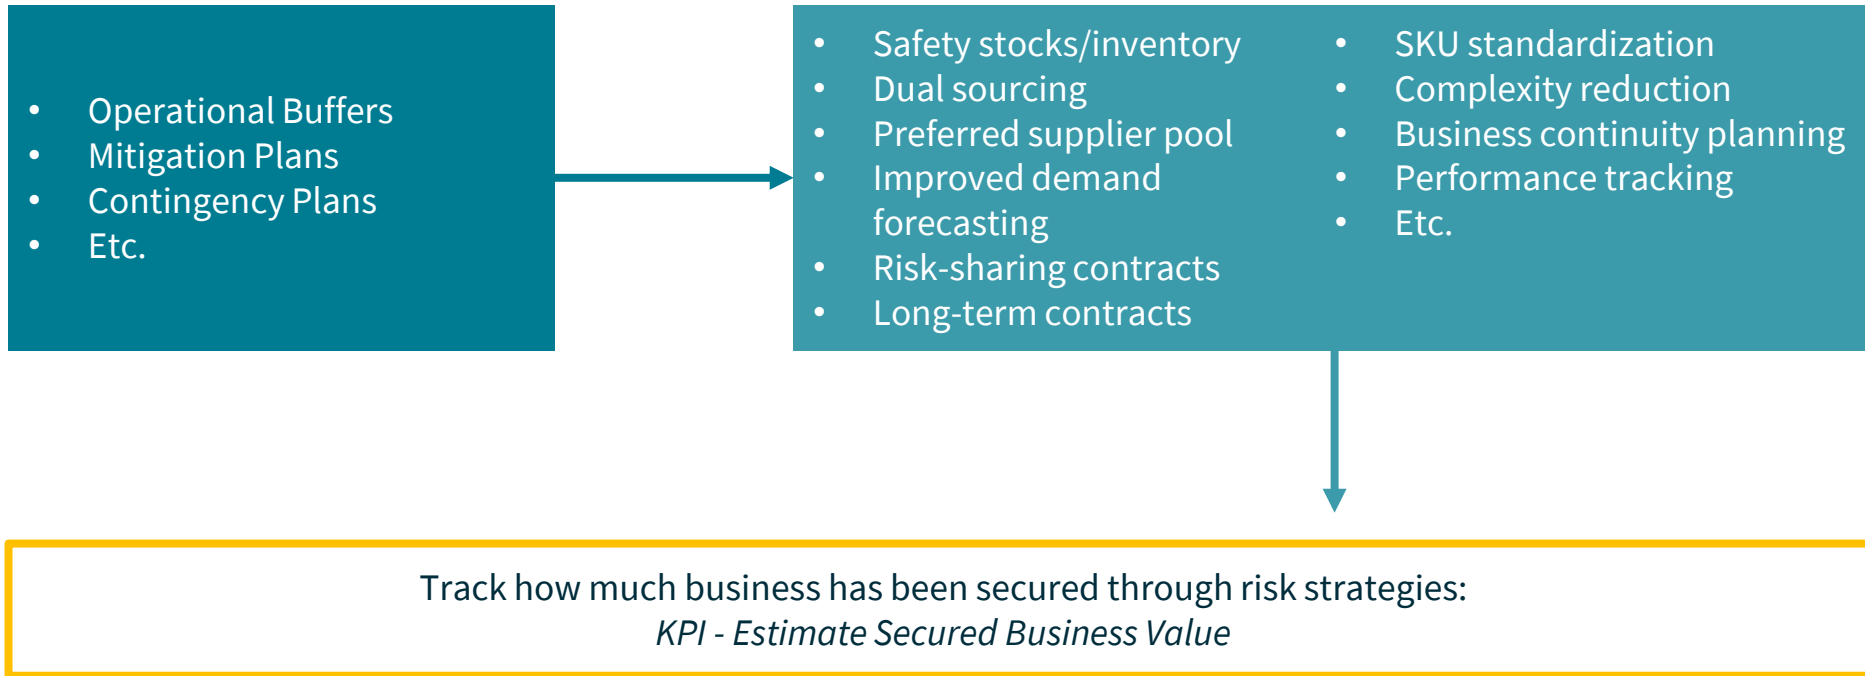 • Operational Buffers
• Mitigation Plans
• Contingency Plans
• Etc.
• Safety stocks/inventory
• Dual sourcing
• Preferred supplier pool
• Improved demand
forecasting
• Risk-sharing contracts
• Long-term contracts
• SKU standardization
• Complexity reduction
• Business continuity planning
• Performance tracking
• Etc.
Track how much business has been secured through risk strategies:
KPI - Estimate Secured Business Value